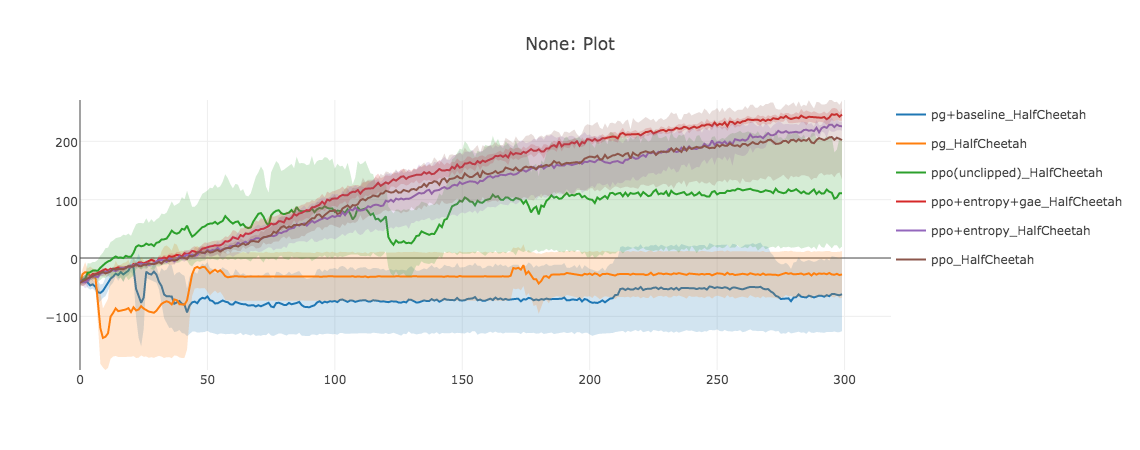 None: Plot
200
100
0
−100
0
50
100
150
200
250
300
pg+baseline_HalfCheetah
pg_HalfCheetah
ppo(unclipped)_HalfCheetah
ppo+entropy+gae_HalfCheetah
ppo+entropy_HalfCheetah
ppo_HalfCheetah